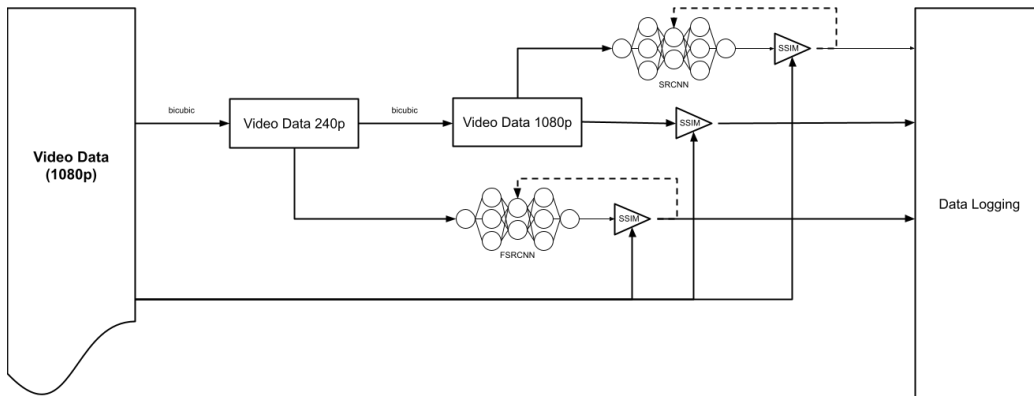 Video Data
(1080p)
bicubic
Video Data 240p
bicubic
Video Data 1080p
SRCNN
SSIM
SSIM
FSRCNN
SSIM
Data Logging